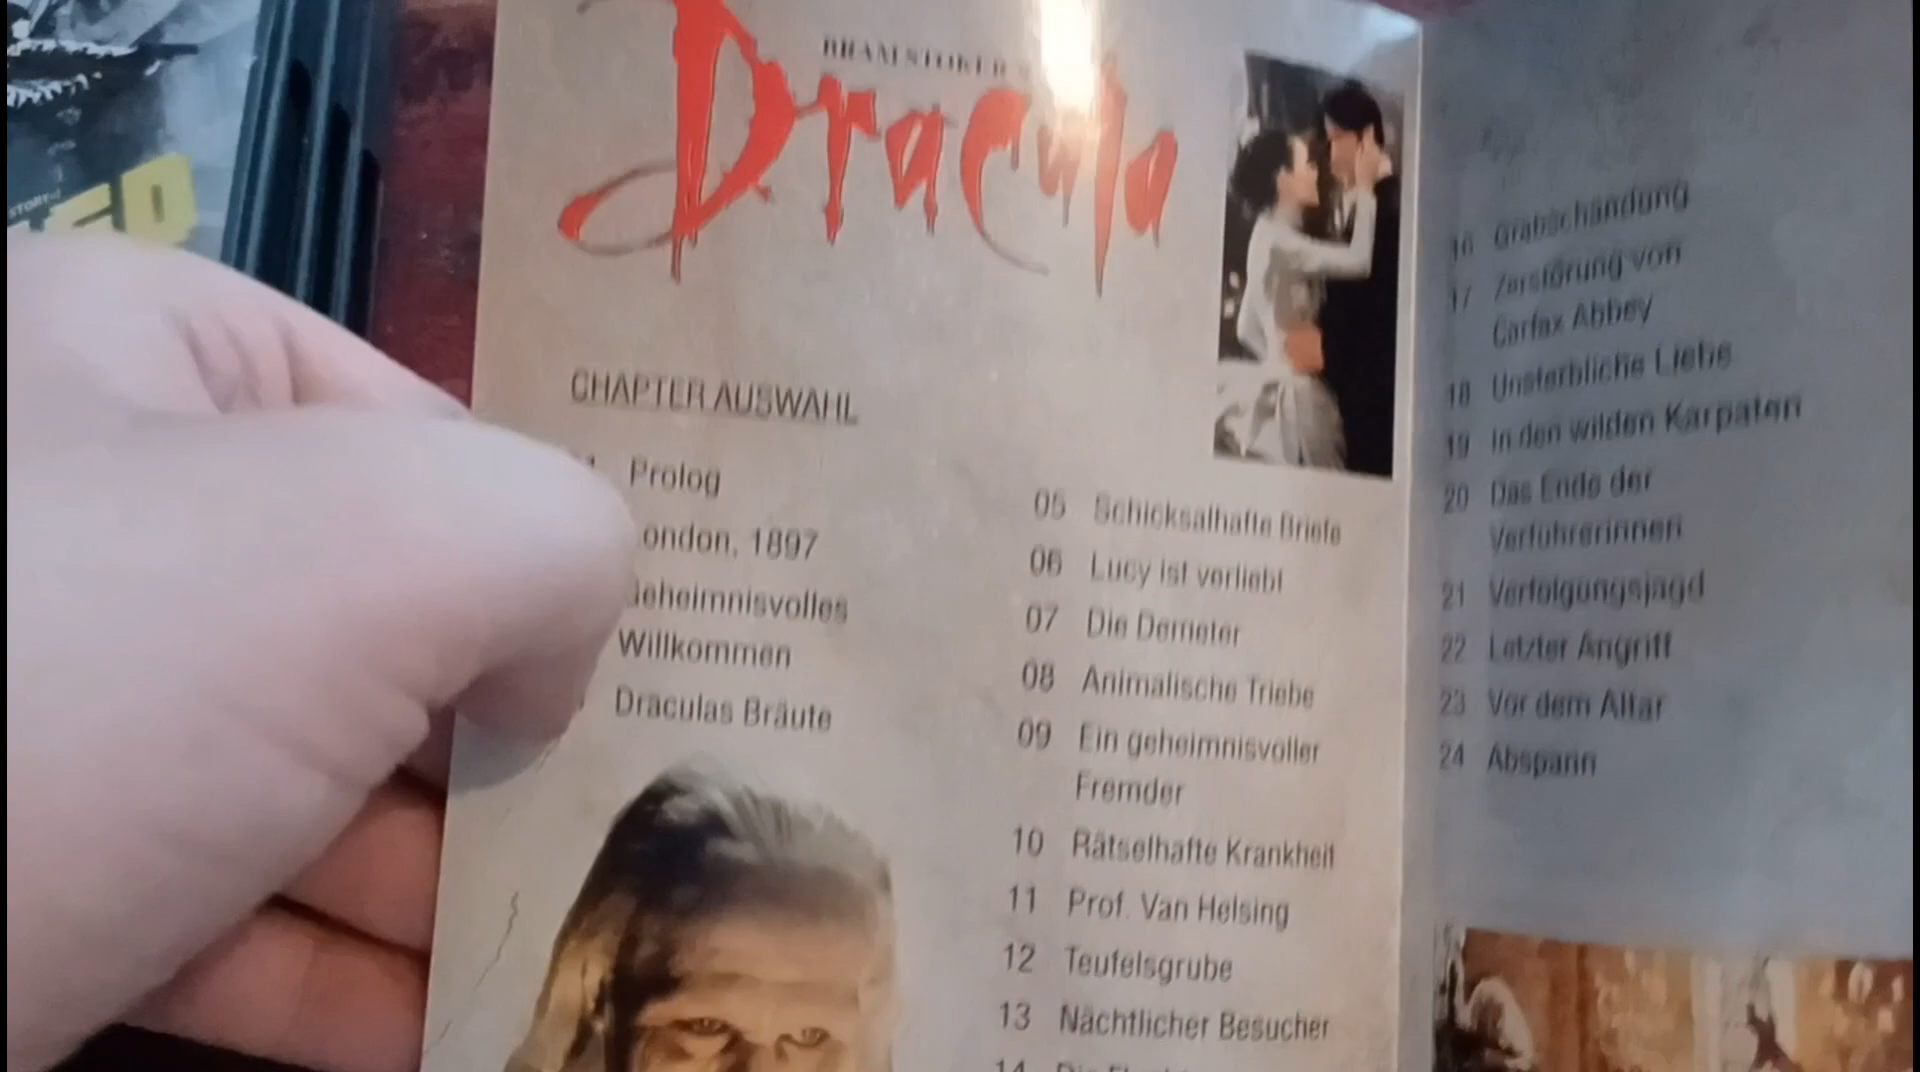 STORE
BRAM STOKER'S
Dracula
CHAPTER AUSWAHL
Prolog
ondon, 1897
eheimnisvolles
Willkommen
Draculas Bräute
05 Schicksalhafte Briefe
06 Lucy ist verliebt
07 Die Demeter
08 Animalische Triebe
09 Ein geheimnisvoller
Fremder
10 Rätselhafte Krankheit
11 Prof. Van Helsing
12 Teufelsgrube
13 Nächtlicher Besucher
14
16 Grabschändung
17 Zerstörung von
Carfax Abbey
18 Unsterbliche Liebe
19 In den wilden Karpaten
20 Das Ende der
Verführerinnen
21 Verfolgungsjagd
22 Letzter Angriff
23 Vor dem Altar
24 Abspann